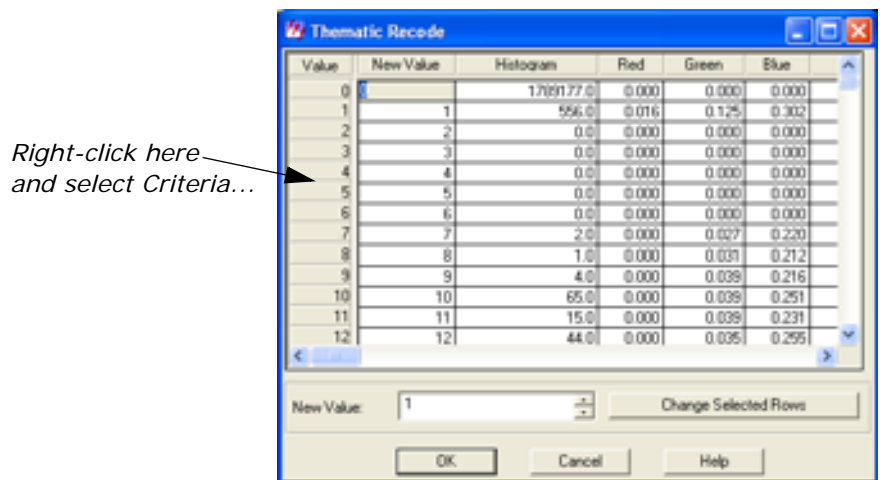 Thematic Recode
Value New Value Histogram Red Green Blue
0 0 1789177.0 0.000 0.000 0.000
1 1 556.0 0.016 0.125 0.302
2 2 0.0 0.000 0.000 0.000
3 3 0.0 0.000 0.000 0.000
Right-click here
4 4 0.0 0.000 0.000 0.000
and select Criteria...
5 5 0.0 0.000 0.000 0.000
6 6 0.0 0.000 0.000 0.000
7 7 2.0 0.000 0.027 0.220
8 8 1.0 0.000 0.031 0.212
9 9 4.0 0.000 0.039 0.216
10 10 65.0 0.000 0.039 0.251
11 11 15.0 0.000 0.039 0.231
12 12 44.0 0.000 0.035 0.255
New Value: 1 Change Selected Rows
OK Cancel Help